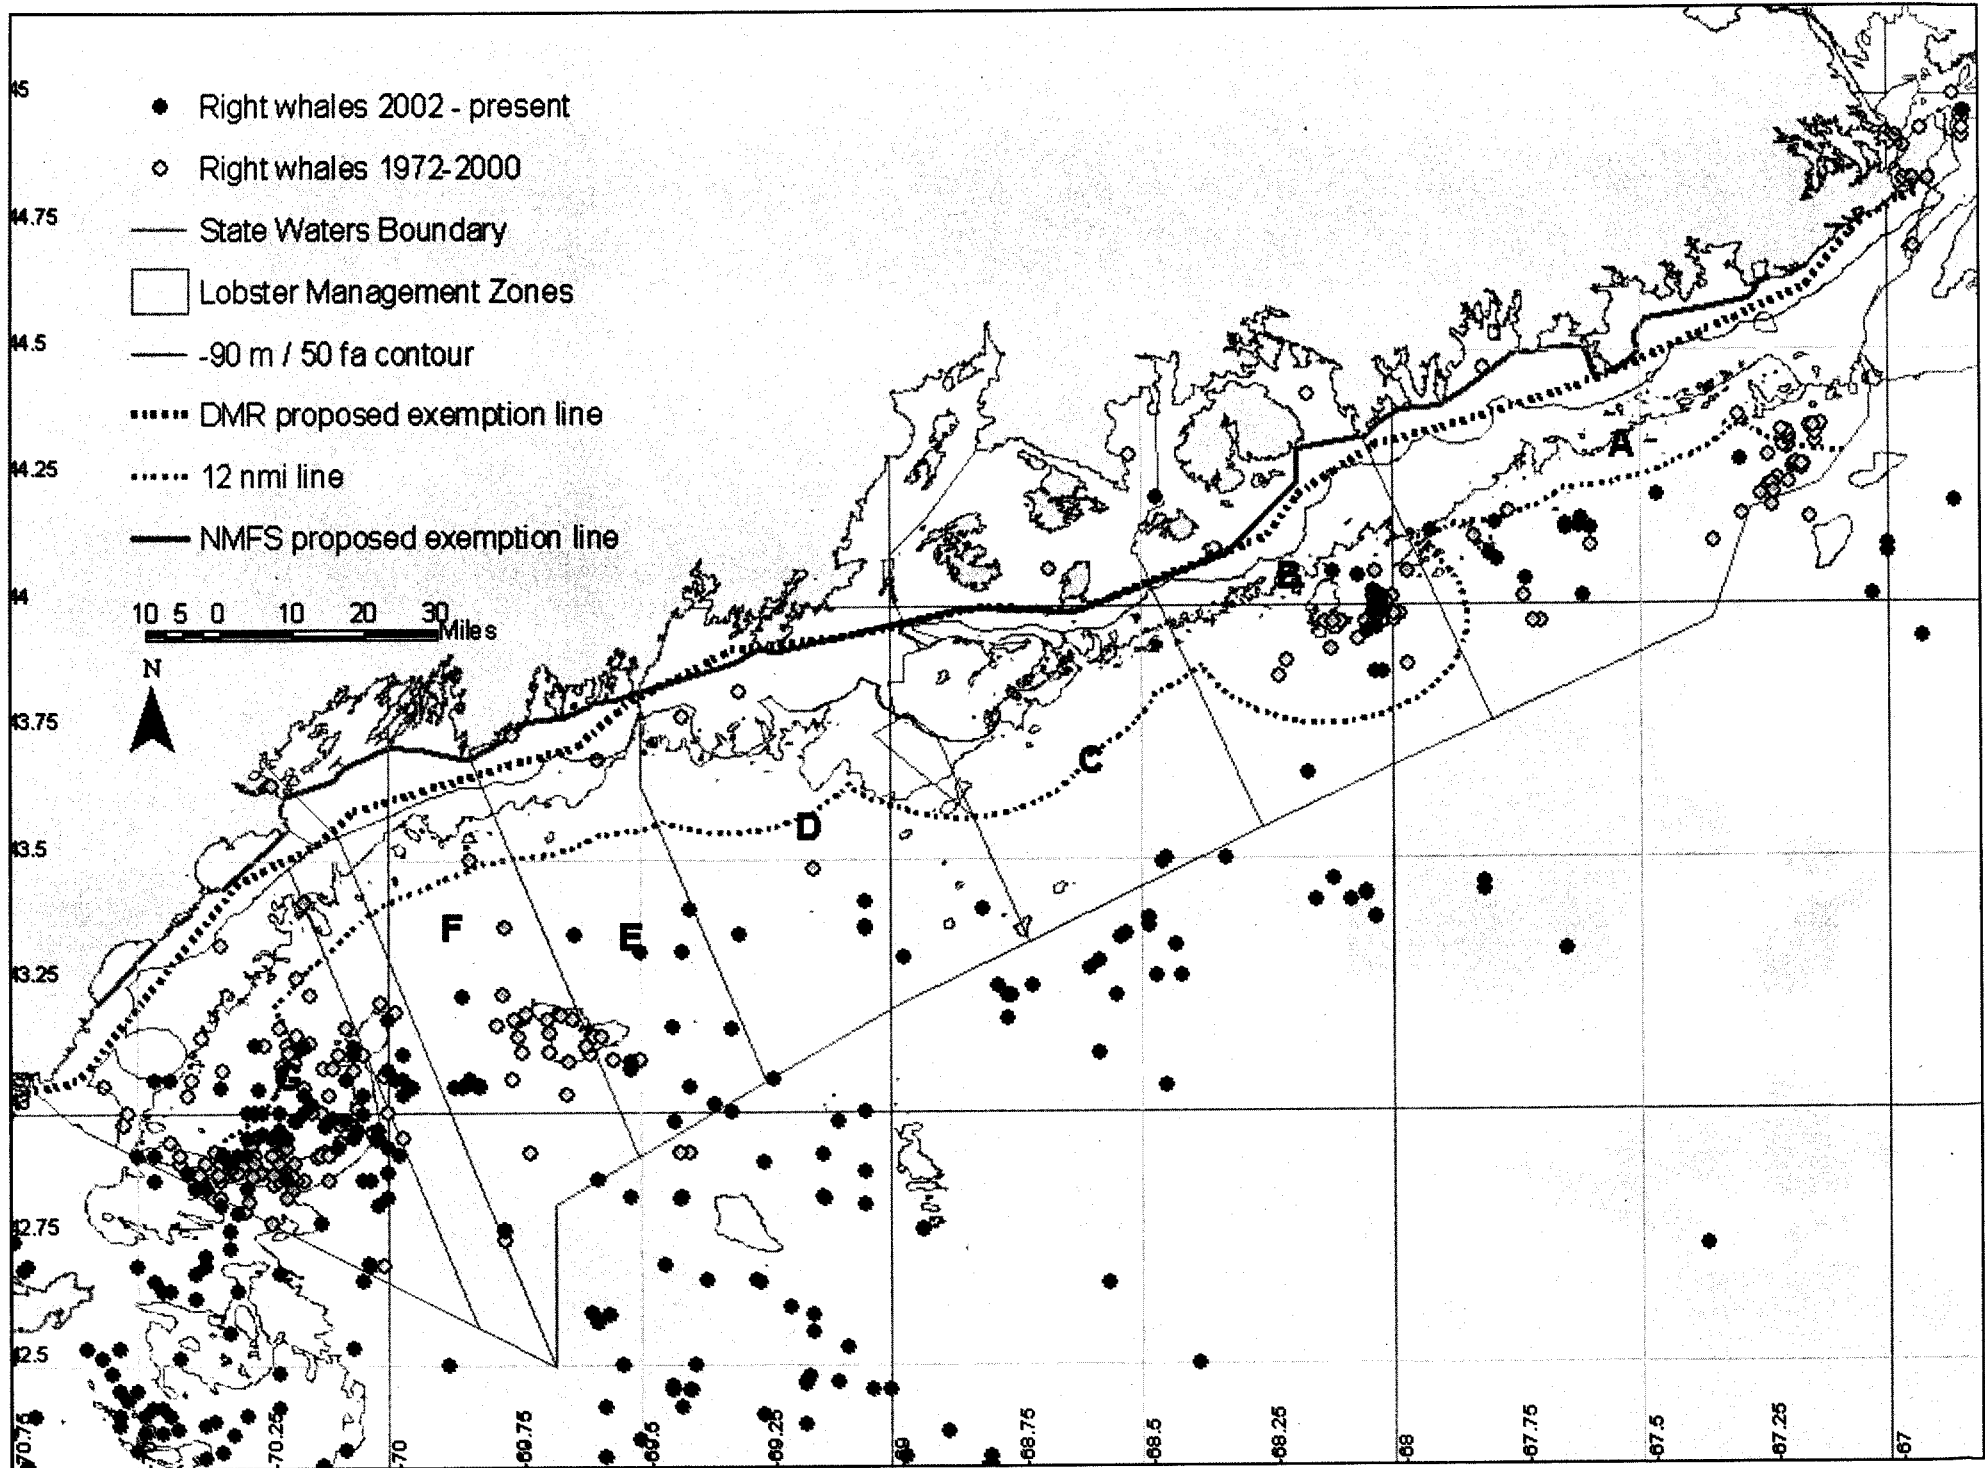 45
Right whales 2002 - present
Right whales 1972-2000
44.75
State Waters Boundary
Lobster Management Zones
44.5
-90 m / 50 fa contour
DMR proposed exemption line
44.25
12 nmi line
NMFS proposed exemption line
44
10 5 0 10 20 30 Miles
N
43.75
43.5
43.25
42.75
42.5
A
B
C
D
E
F
G
-70.75
-70.25
-70
-69.75
-69.5
-69.25
-69
-68.75
-68.5
-68.25
-68
-67.75
-67.5
-67.25
-67